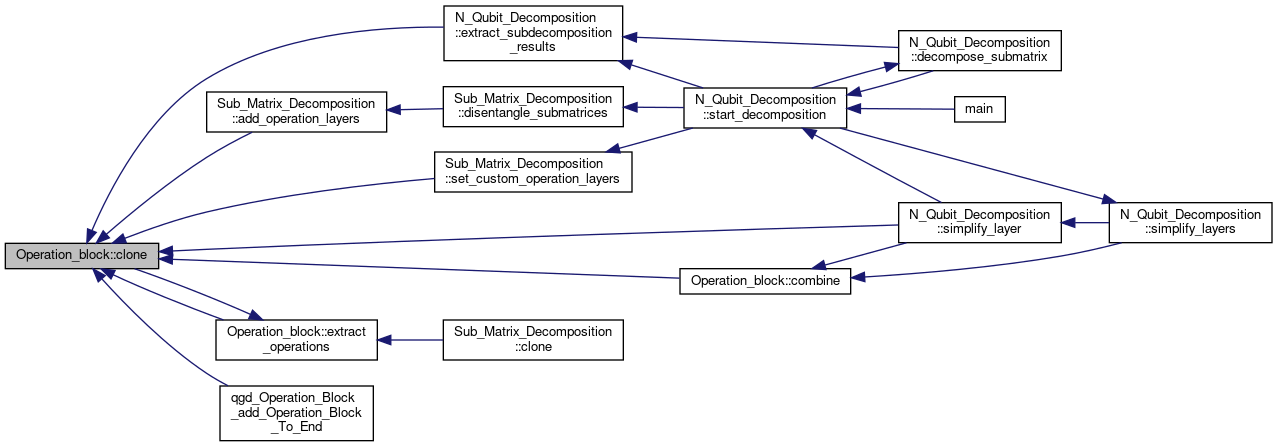 N_Qubit_Decomposition
::extract_subdecomposition
_results
N_Qubit_Decomposition
::decompose_submatrix
Sub_Matrix_Decomposition
::add_operation_layers
Sub_Matrix_Decomposition
::disentangle_submatrices
N_Qubit_Decomposition
::start_decomposition
main
Sub_Matrix_Decomposition
::set_custom_operation_layers
N_Qubit_Decomposition
::simplify_layer
N_Qubit_Decomposition
::simplify_layers
Operation_block::clone
Operation_block::combine
Operation_block::extract
_operations
Sub_Matrix_Decomposition
::clone
qgd_Operation_Block
_add_Operation_Block
_To_End